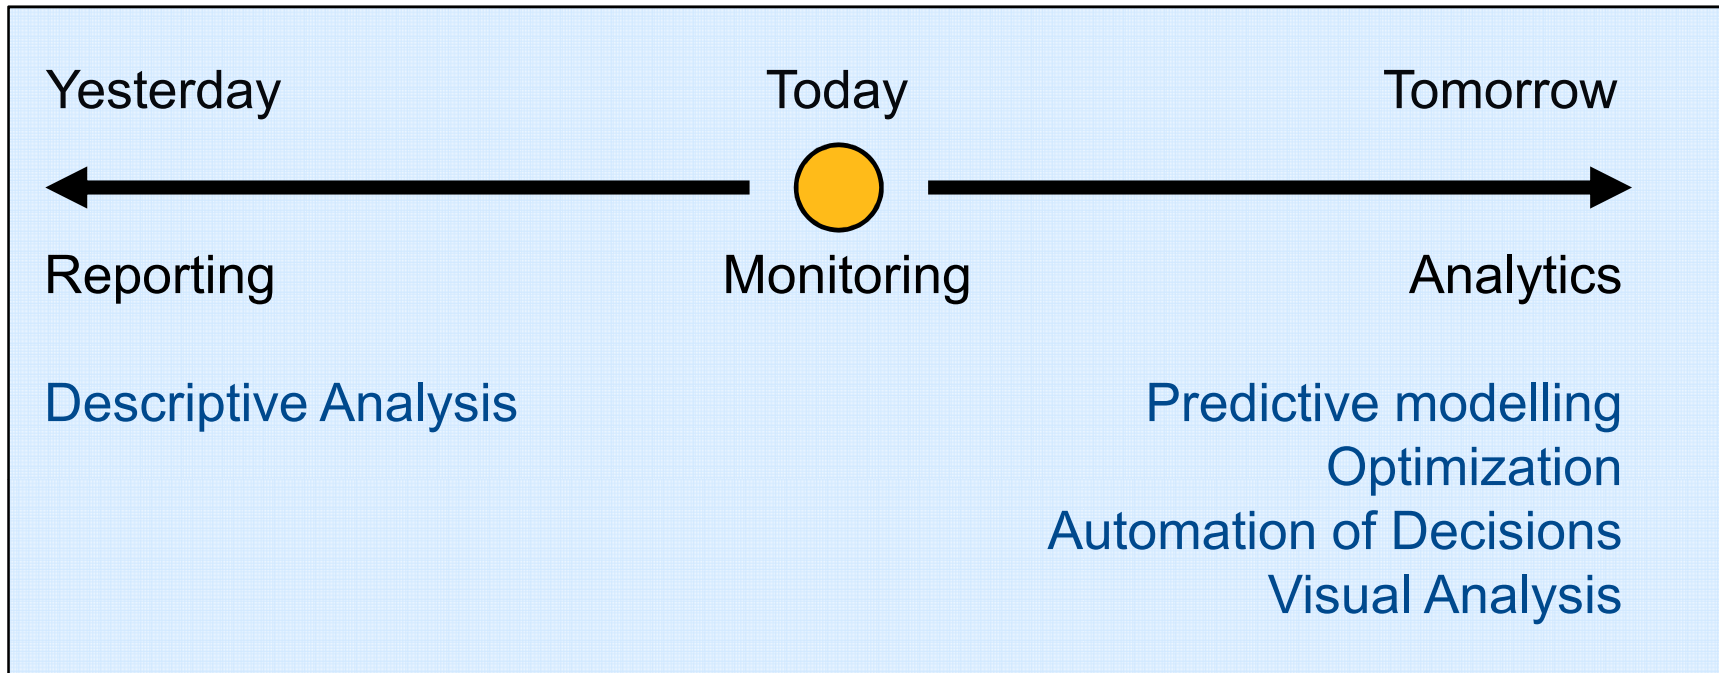 Yesterday Today Tomorrow
Reporting Monitoring Analytics
Descriptive Analysis Predictive modelling
Optimization
Automation of Decisions
Visual Analysis